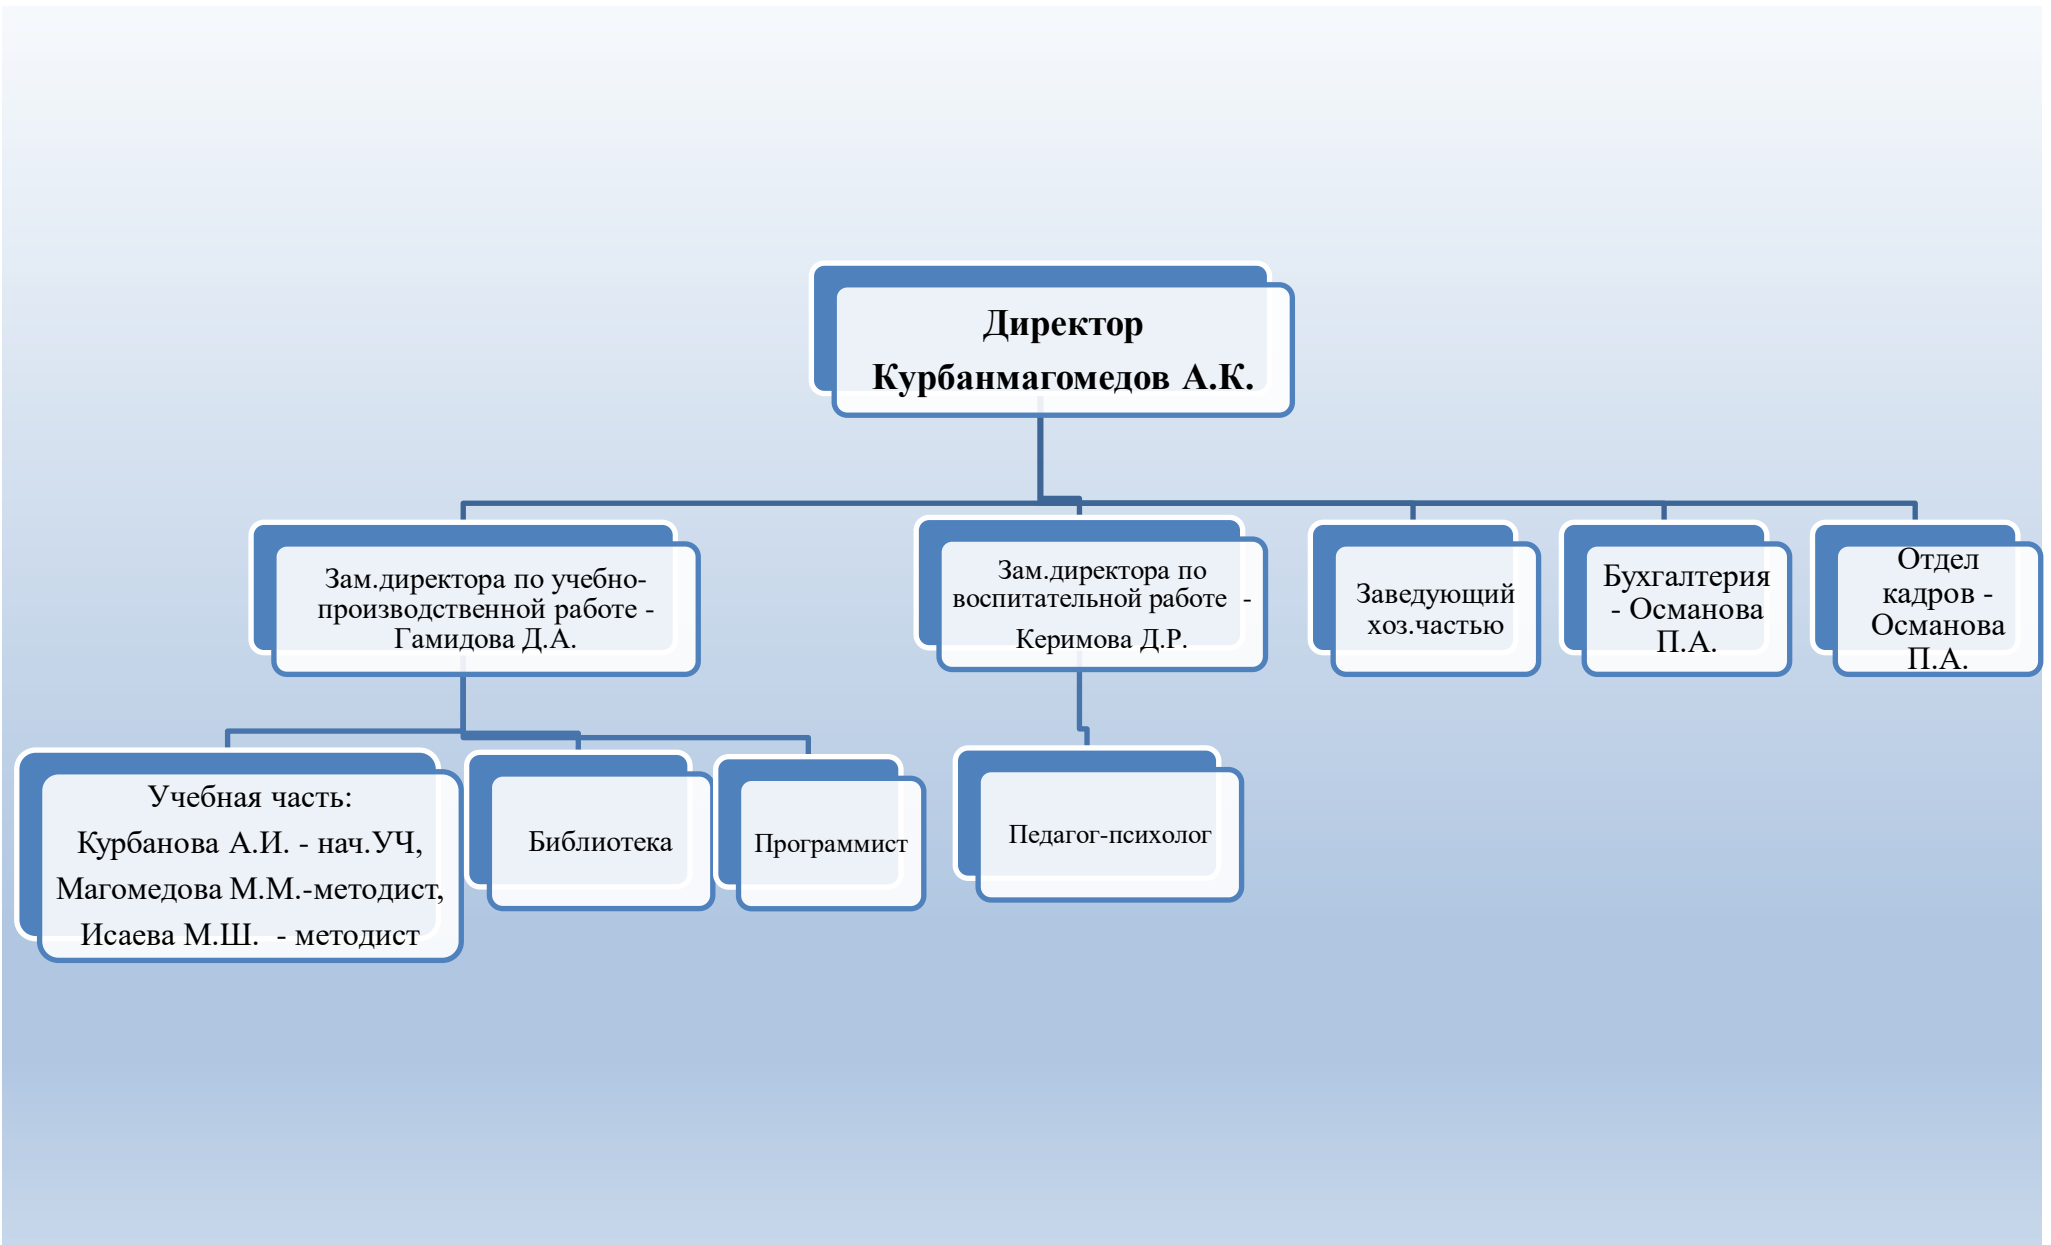 Директор
Курбанмагомедов А.К.
Зам.директора по учебно-
производственной работе -
Гамидова Д.А.
Зам.директора по
воспитательной работе  -
Керимова Д.Р.
Заведующий
хоз.частью
Бухгалтерия
- Османова
П.А.
Отдел
кадров -
Османова
П.А.
Учебная часть:
Курбанова А.И. - нач.УЧ,
Магомедова М.М.-методист,
Исаева М.Ш.  - методист
Библиотека
Программист
Педагог-психолог